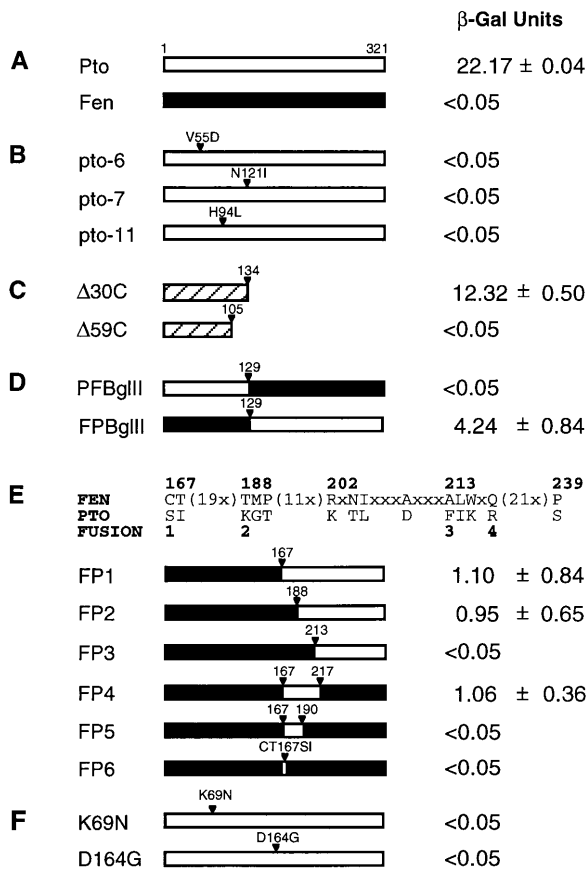 β-Gal Units
1 321
A Pto 22.17 ± 0.04
Fen <0.05
V55D
B pto-6 <0.05
N121I
pto-7 <0.05
H94L
pto-11 <0.05
134
C Δ30C 12.32 ± 0.50
105
Δ59C <0.05
129
D PFBglII <0.05
129
FPBglII 4.24 ± 0.84
167 188 202 213 239
E FEN CT(19x)TMP(11x)RxNIxxxAxxxALWxQ(21x)P
PTO SI KGT K TL D FIK R S
FUSION 1 2 3 4
167
FP1 1.10 ± 0.84
188
FP2 0.95 ± 0.65
213
FP3 <0.05
167 217
FP4 1.06 ± 0.36
167 190
FP5 <0.05
CT167SI
FP6 <0.05
K69N
F K69N <0.05
D164G
D164G <0.05